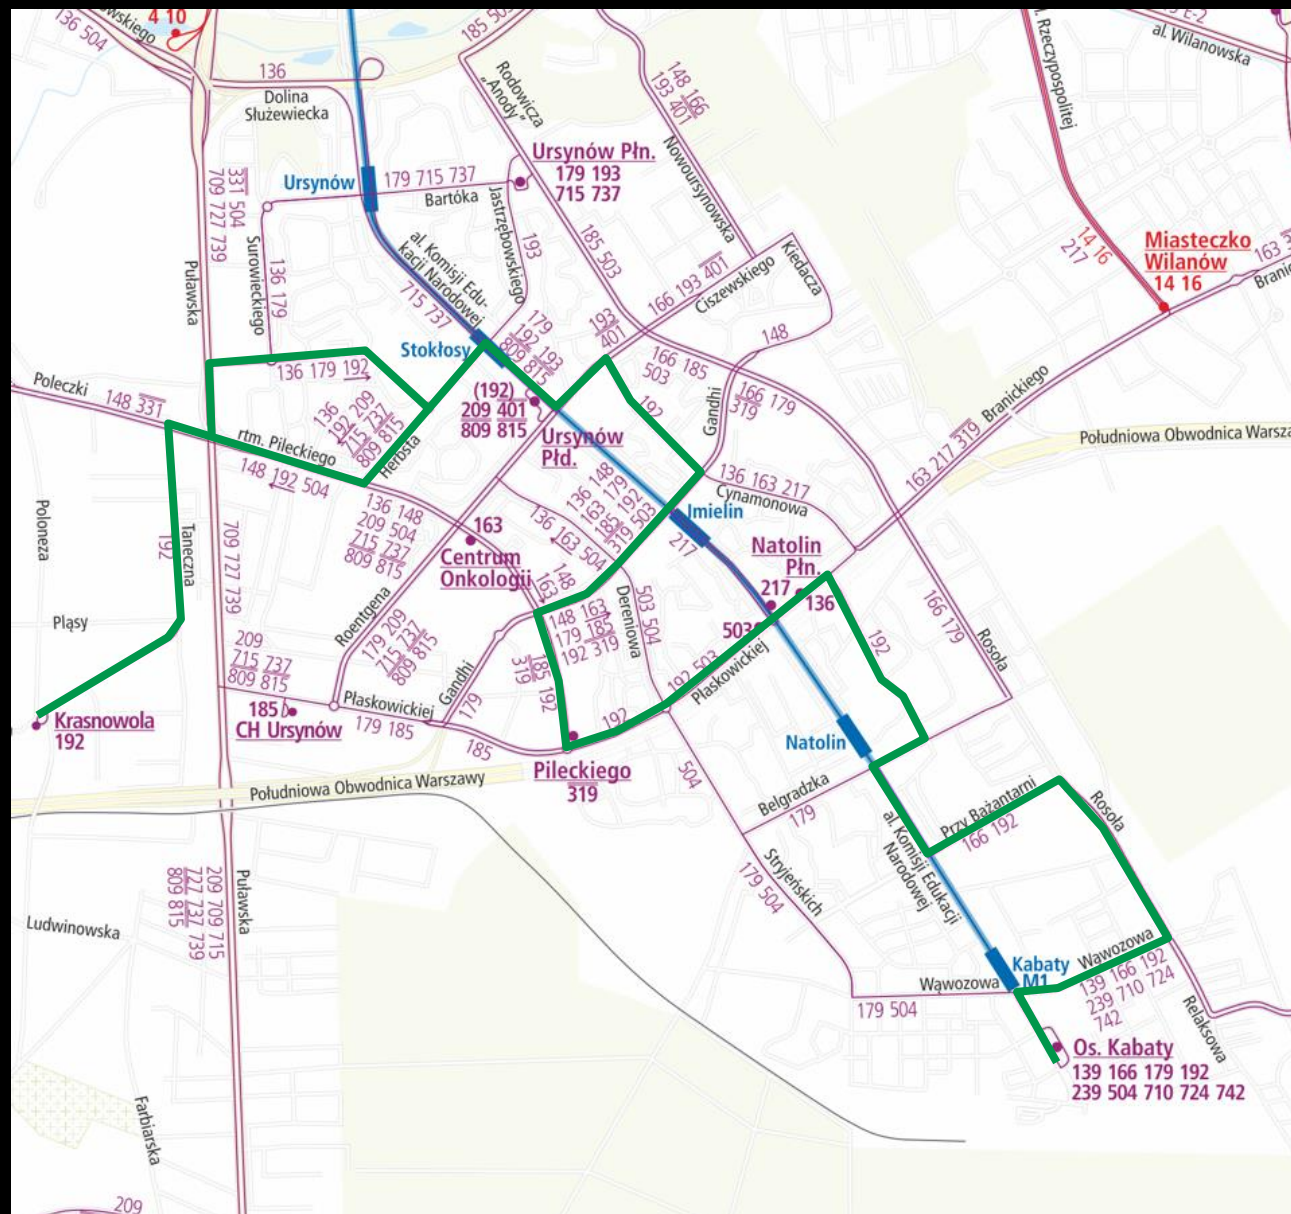 4 10
136 504
136
Dolina
Służewiecka
185 503
Rodowicza
„Anody”
148 166
193 401
Nowoursynowska
al. Rzeczypospolitej
E-2
al. Wilanowska
Ursynów
179 715 737
Bartóka
Ursynów Płn.
179 193
715 737
331 504
709 727 739
Puławska
Surowieckiego
136 179
al. Komisji Edu-
kacji Narodowej
715 737
Jastrzębowskiego
193
185 503
166 193 401
Ciszewskiego
Kiedacza
14 16
217
Miasteczko
Wilanów
14 16
163
Stokłosy
179
192 193
809 815
193
401
148
166 185
503
Poleczki
148 331
136 179 192
136
192 209
715 737
809 815
Herbsta
rtm. Pileckiego
148 192 504
(192)
209 401
809 815
Ursynów
Płd.
192
Gandhi
166 179
319
Branickiego
163 217 319
Południowa Obwodnica Warsza
136 163 217
Cynamonowa
Poloneza
Taneczna
192
709 727 739
136 148
209 504
715 737
809 815
163
Centrum
Onkologii
136 163 504
136 148
163 179
185 192
319 503
Imielin
217
Natolin
Płn.
217
136
503
Pląsy
Roentgena
179 209
715 737
809 815
148
163
148 163
179 185
192 319
Dereniowa
503 504
192
166 179
Rosoła
209
715 737
809 815
Krasnowola
192
185
CH Ursynów
Płaskowickiej
179 185
Gandhi
179
185
185 192
319
192
192 503
Płaskowickiej
Pileckiego
319
504
Natolin
Belgradzka
179
Południowa Obwodnica Warszawy
Przy Bażantarni
166 192
Rosoła
al. Komisji Edukacji
Narodowej
Stryjeńskich
179 504
209 709 715
727 737 739
809 815
Puławska
Ludwinowska
Kabaty
M1
Wąwozowa
179 504
Wąwozowa
139 166 192
239 710 724
742
Relaksowa
Os. Kabaty
139 166 179 192
239 504 710 724 742
Farbiarska
209